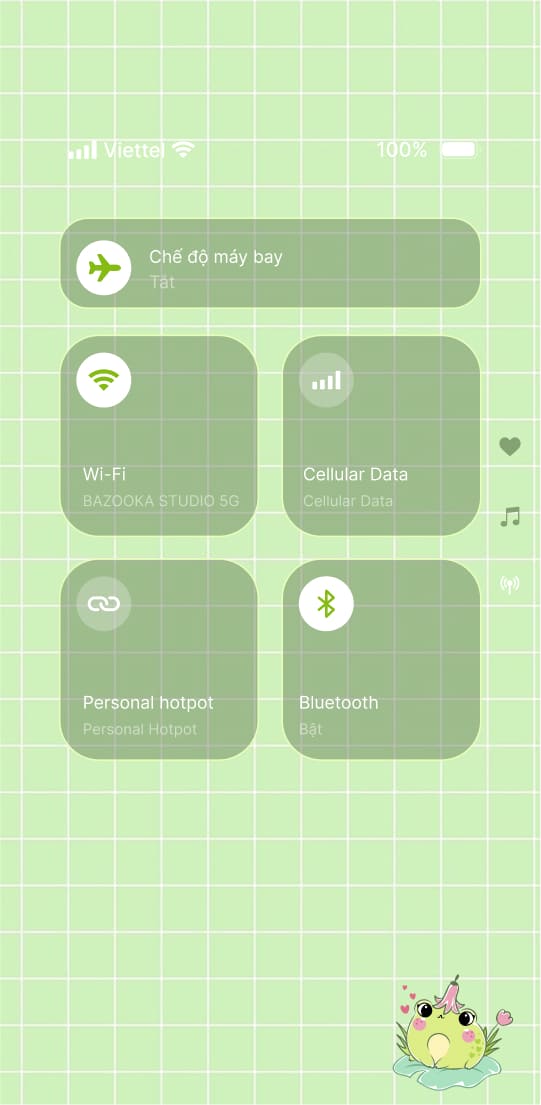 Viettel 100%
Chế độ máy bay
Tắt
Wi-Fi
BAZOOKA STUDIO 5G
Cellular Data
Cellular Data
Personal hotpot
Personal Hotpot
Bluetooth
Bật